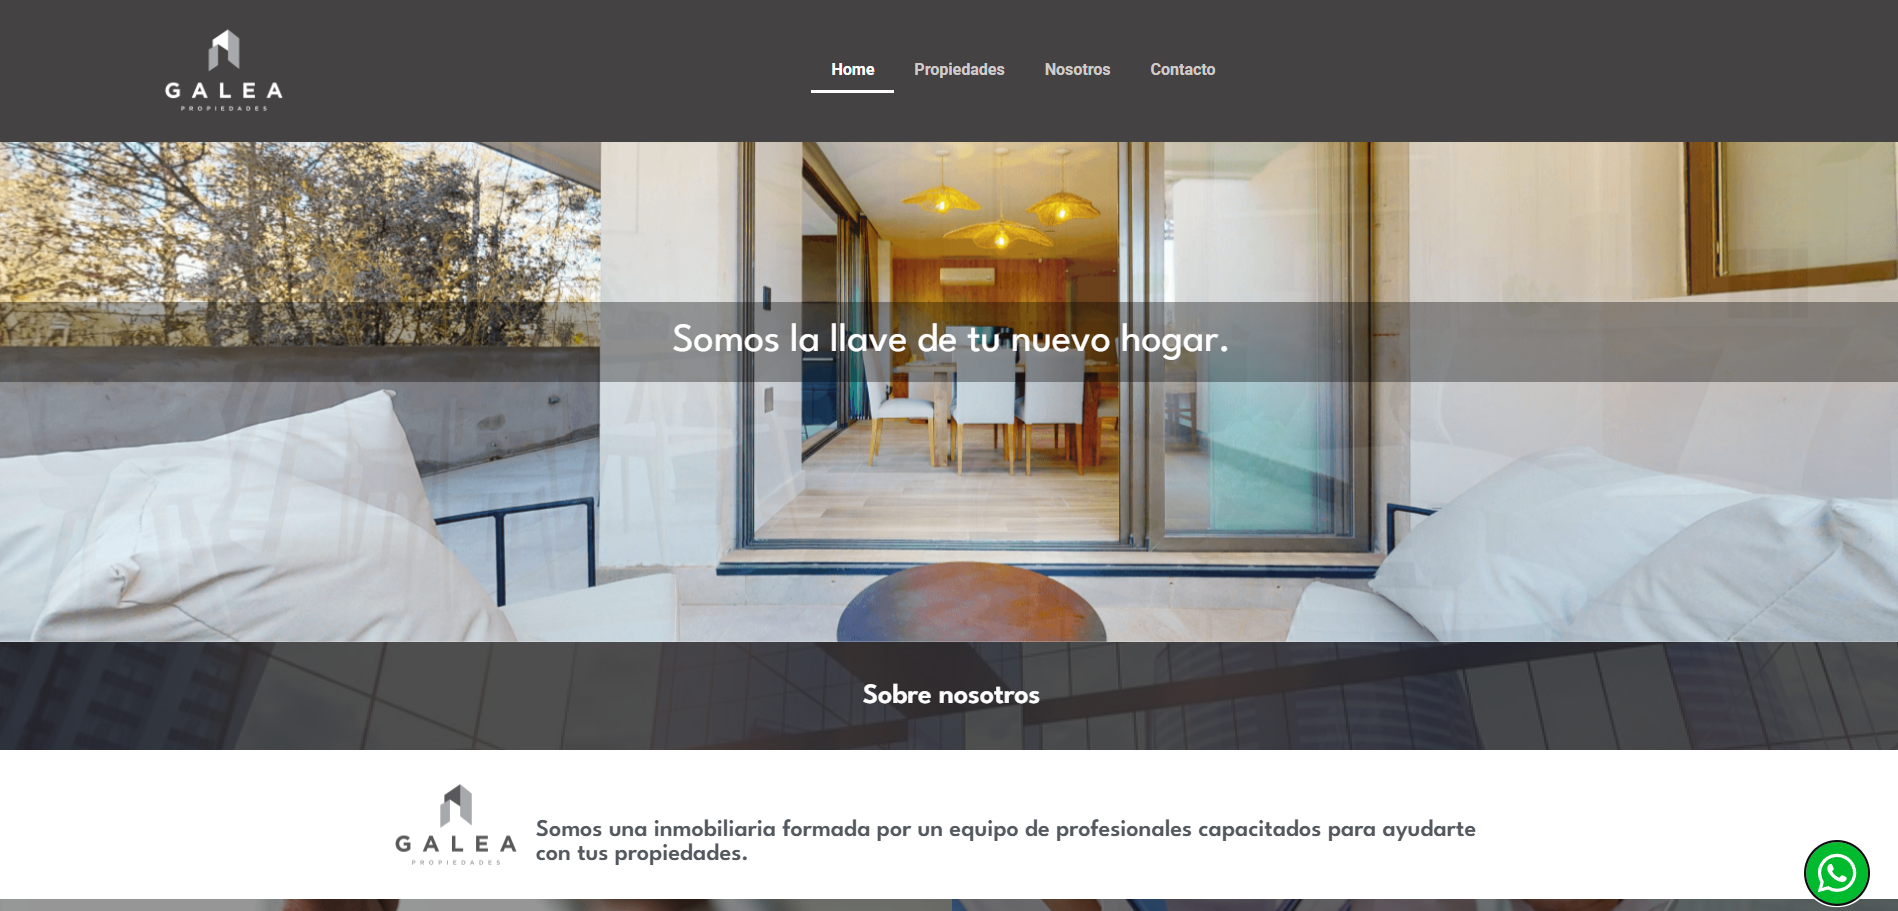 GALEA
PROPIEDADES
Home
Propiedades
Nosotros
Contacto
Somos la llave de tu nuevo hogar.
Sobre nosotros
GALEA
PROPIEDADES
Somos una inmobiliaria formada por un equipo de profesionales capacitados para ayudarte
con tus propiedades.